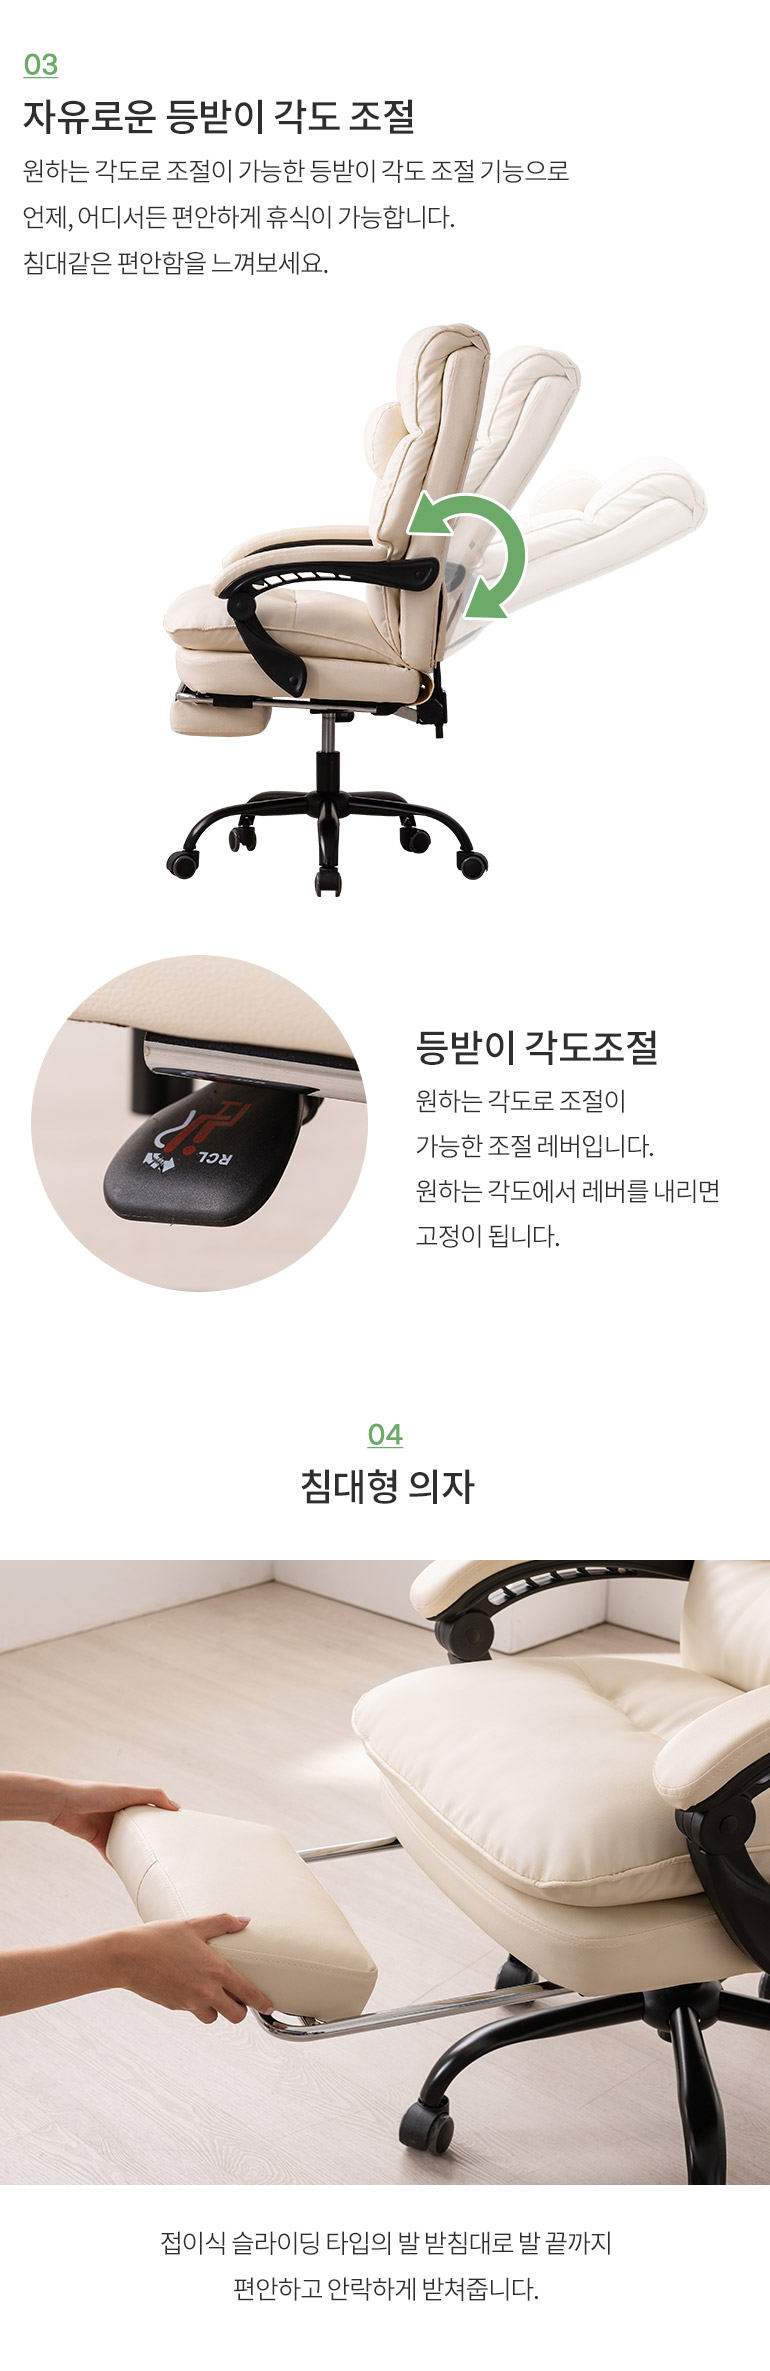 03
자유로운 등받이 각도 조절
원하는 각도로 조절이 가능한 등받이 각도 조절 기능으로
언제, 어디서든 편안하게 휴식이 가능합니다.
침대같은 편안함을 느껴보세요.
RCL
등받이 각도조절
원하는 각도로 조절이
가능한 조절 레버입니다.
원하는 각도에서 레버를 내리면
고정이 됩니다.
04
침대형 의자
접이식 슬라이딩 타입의 발 받침대로 발 끝까지
편안하고 안락하게 받쳐줍니다.